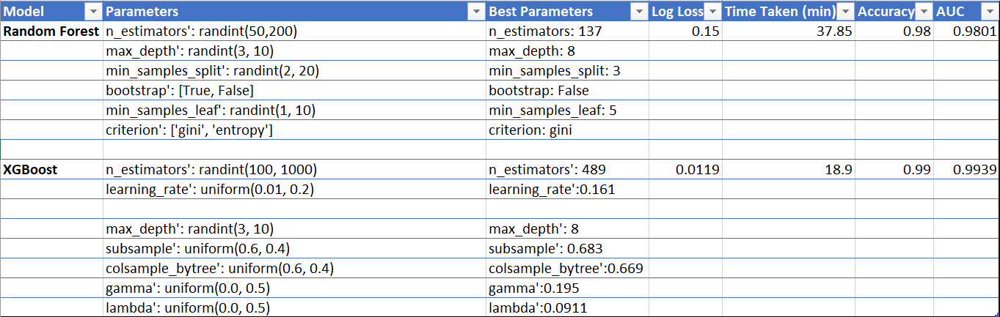 Model Parameters Best Parameters Log Loss Time Taken (min) Accuracy AUC
Random Forest n_estimators': randint(50,200) n_estimators: 137 0.15 37.85 0.98 0.9801
max_depth': randint(3, 10) max_depth: 8
min_samples_split': randint(2, 20) min_samples_split: 3
bootstrap': [True, False] bootstrap: False
min_samples_leaf': randint(1, 10) min_samples_leaf: 5
criterion': ['gini', 'entropy'] criterion: gini
XGBoost n_estimators': randint(100, 1000) n_estimators': 489 0.0119 18.9 0.99 0.9939
learning_rate': uniform(0.01, 0.2) learning_rate':0.161
max_depth': randint(3, 10) max_depth': 8
subsample': uniform(0.6, 0.4) subsample': 0.683
colsample_bytree': uniform(0.6, 0.4) colsample_bytree':0.669
gamma': uniform(0.0, 0.5) gamma':0.195
lambda': uniform(0.0, 0.5) lambda':0.0911